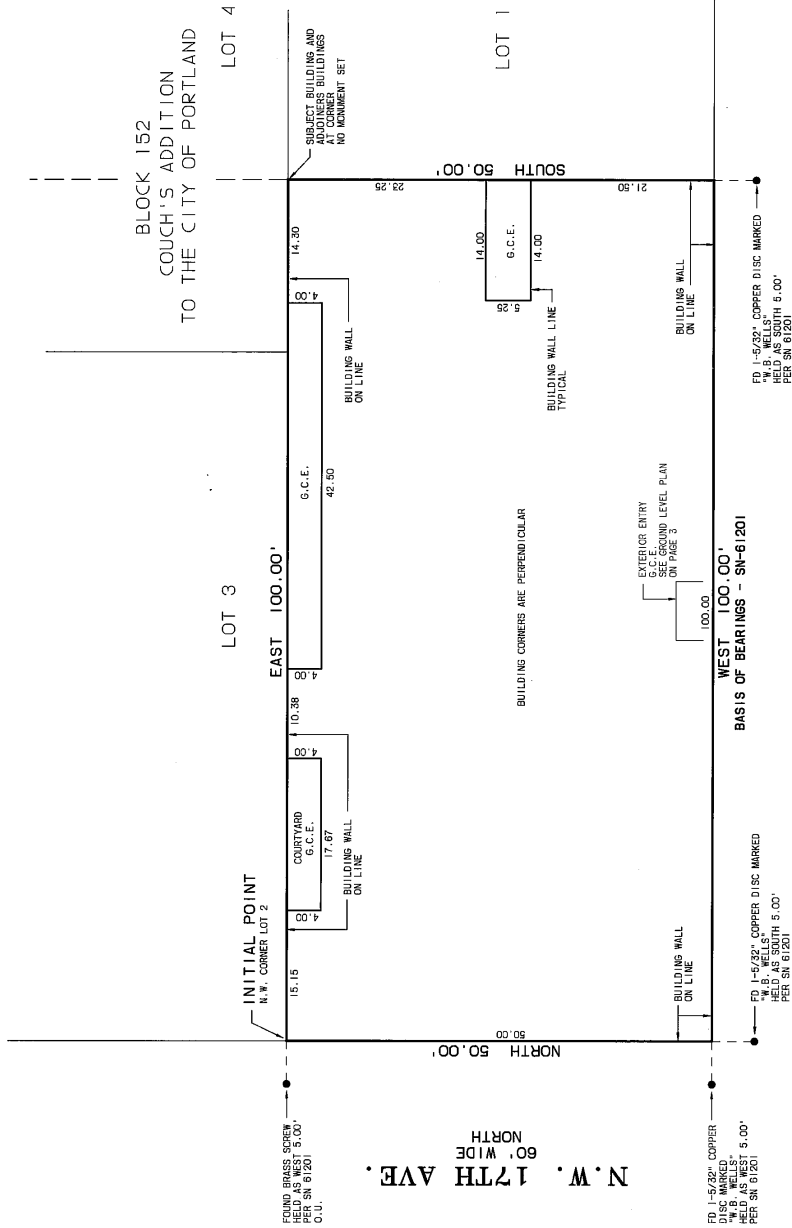 BLOCK 152
COUCH'S ADDITION
TO THE CITY OF PORTLAND
LOT 4
LOT 3
LOT 1
SUBJECT BUILDING AND
ADJOINERS BUILDINGS
AT CORNER
NO MONUMENT SET
INITIAL POINT
N.W. CORNER LOT 2
EAST 100.00'
15.15
4.00
COURTYARD
G.C.E.
17.67
4.00
10.38
4.00
G.C.E.
42.50
4.00
14.30
BUILDING WALL
ON LINE
BUILDING WALL
ON LINE
SOUTH 50.00'
23.25
14.00
G.C.E.
14.00
5.25
21.50
BUILDING WALL LINE
TYPICAL
BUILDING CORNERS ARE PERPENDICULAR
EXTERIOR ENTRY
G.C.E.
SEE GROUND LEVEL PLAN
ON PAGE 3
BUILDING WALL
ON LINE
BUILDING WALL
ON LINE
100.00
WEST 100.00'
BASIS OF BEARINGS - SN-61201
NORTH 50.00'
50.00
N.W. 17TH AVE.
60' WIDE
NORTH
FOUND BRASS SCREW
HELD AS WEST 5.00'
PER SN 61201
O.U.
FD 1-5/32" COPPER
DISC MARKED
"W.B. WELLS"
HELD AS WEST 5.00'
PER SN 61201
FD 1-5/32" COPPER DISC MARKED
"W.B. WELLS"
HELD AS SOUTH 5.00'
PER SN 61201
FD 1-5/32" COPPER DISC MARKED
"W.B. WELLS"
HELD AS SOUTH 5.00'
PER SN 61201